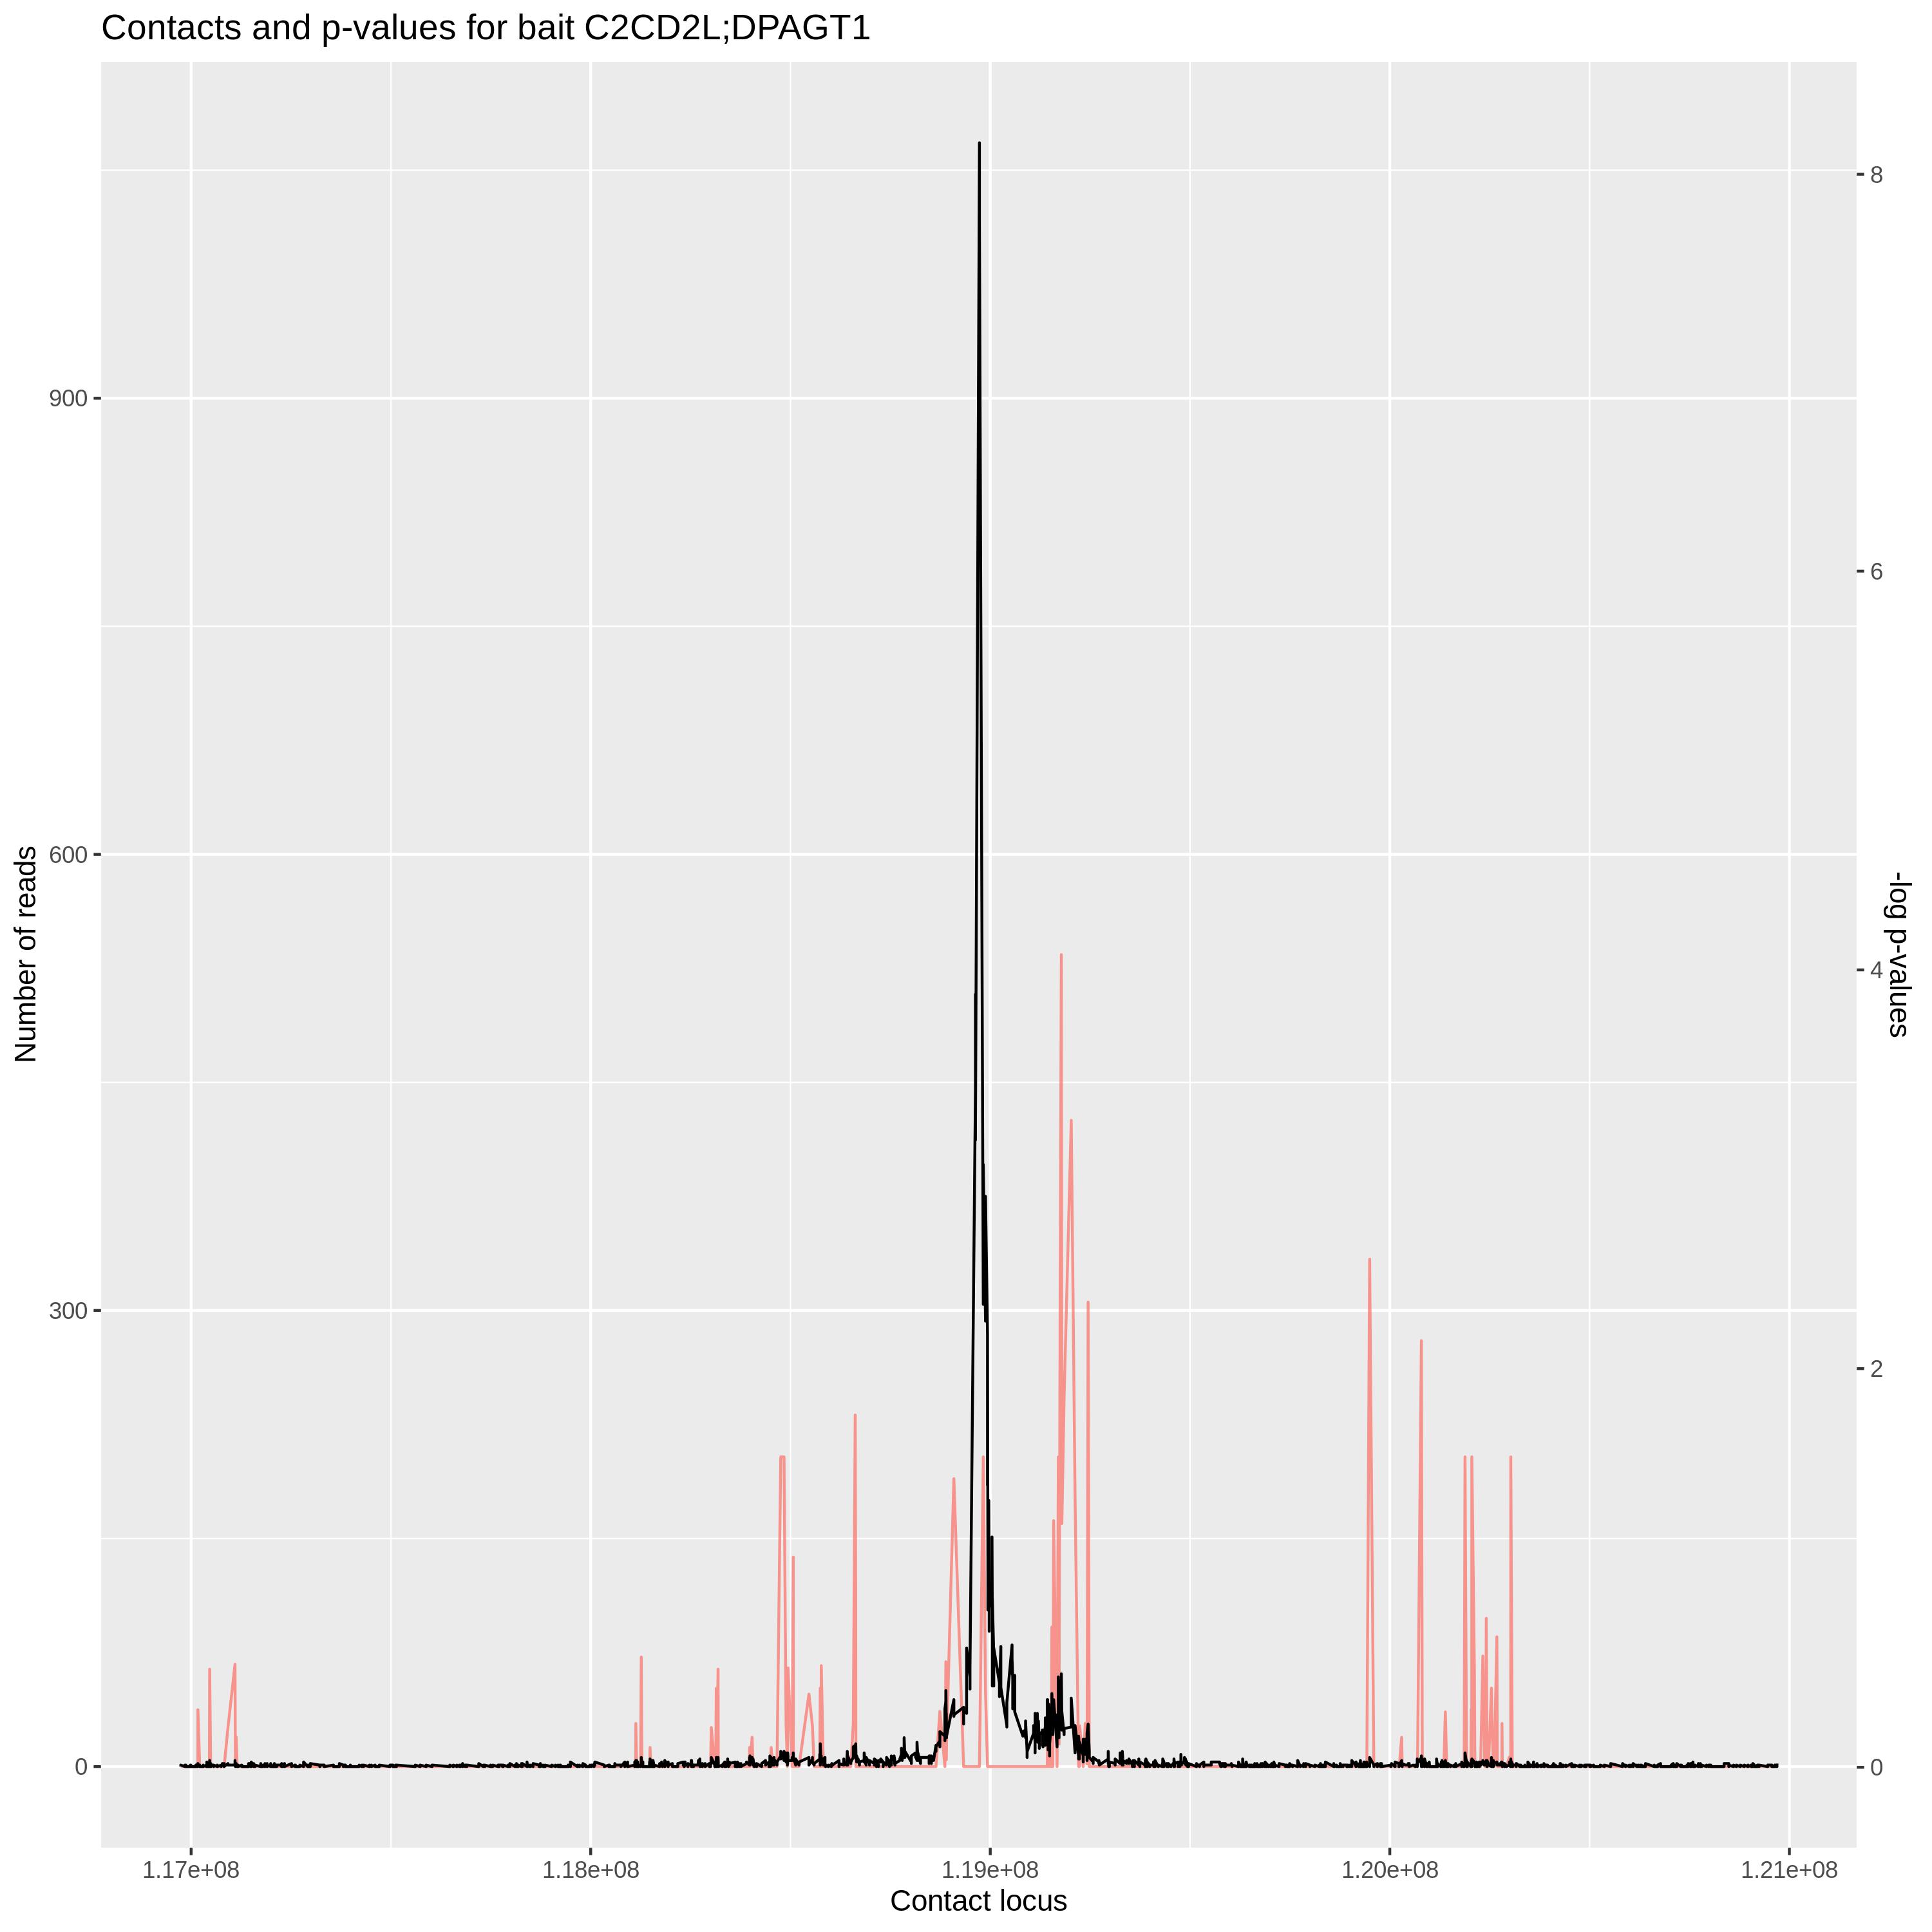 Contacts and p-values for bait C2CD2L;DPAGT1
Number of reads
900
600
300
0
8
6
4
2
0
-log p-values
1.17e+08
1.18e+08
1.19e+08
1.20e+08
1.21e+08
Contact locus